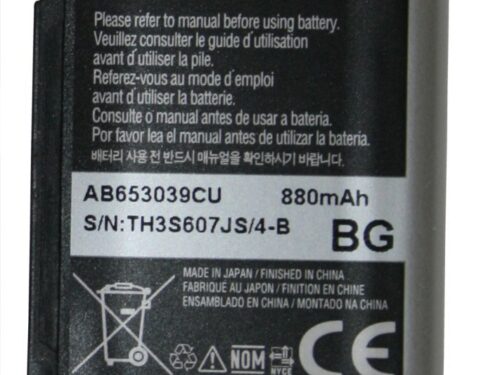 Please refer to manual before using battery.
Veuillez consulter le guide d'utilisation
avant d'utiliser la pile.
Referez-vous au mode d'emploi
avant d'utiliser la batterie.
Consulte o manual antes de usar a bateria.
Por favor lea el manual antes de utilizar la bateria.
배터리 사용 전 반드시 매뉴얼을 확인하시기 바랍니다.
AB653039CU 880mAh
S/N:TH3S607JS/4-B BG
MADE IN JAPAN / FINISHED IN CHINA
FABRIQUÉ AU JAPON / FINIE EN CHINE
ENSAMBLADO EN CHINA / MONTADO NA CHINA
NOM NYCE CE